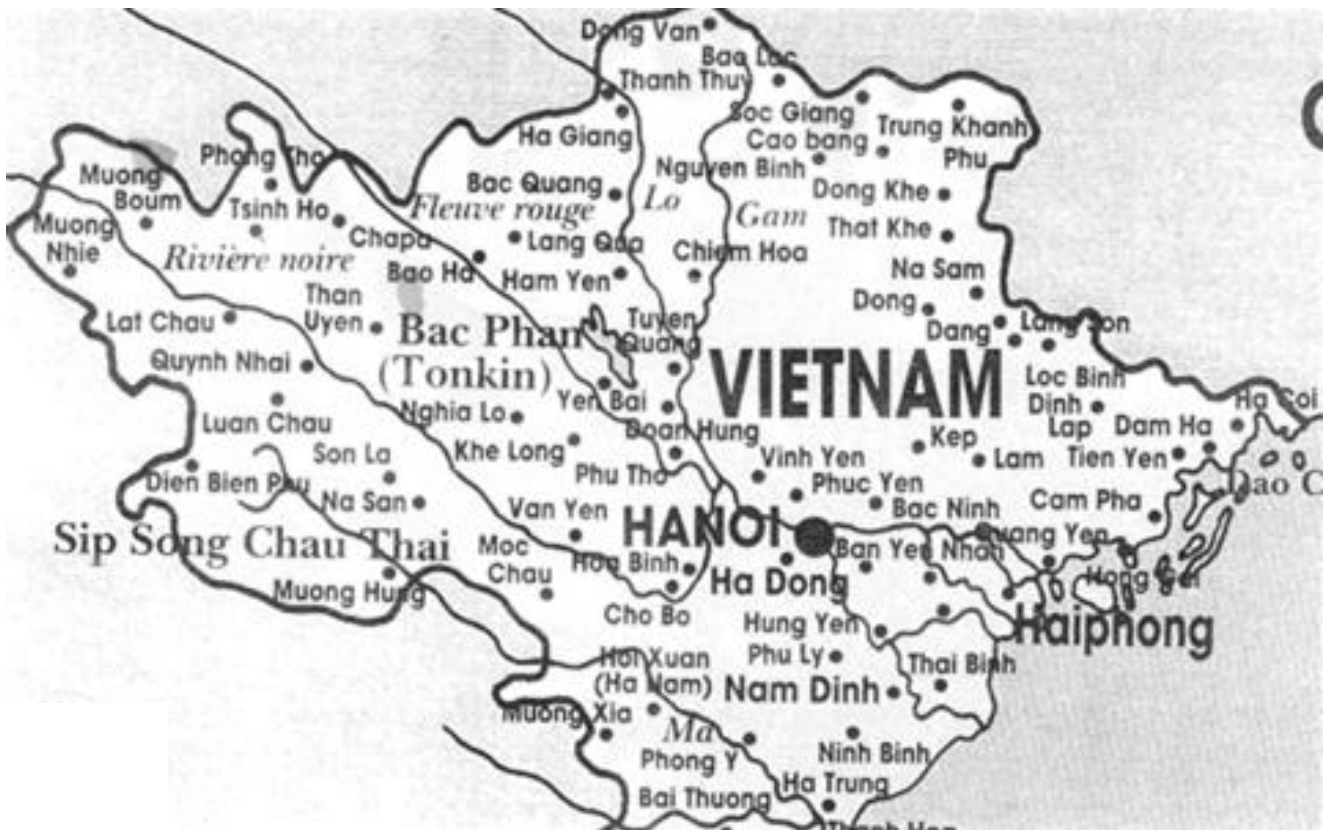 Dong Van
Bao Lac
Thanh Thuy
Soc Giang
Trung Khanh
Phu
Ha Giang
Cao bang
Nguyen Binh
Phong Tho
Muong
Boum
Bac Quang
Dong Khe
Tsinh Ho
Fleuve rouge
Lo
Gam
That Khe
Muong
Nhie
Chapa
Lang Qua
Chiem Hoa
Rivière noire
Bao Ha
Ham Yen
Na Sam
Than
Uyen
Dong
Dang
Lang Son
Lat Chau
Bac Phan
(Tonkin)
Tuyen
Quang
VIETNAM
Quynh Nhai
Loc Binh
Dinh
Lap
Ha Coi
Luan Chau
Nghia Lo
Yen Bai
Doan Hung
Kep
Dam Ha
Son La
Khe Long
Vinh Yen
Lam
Tien Yen
Dien Bien Phu
Phu Tho
Phuc Yen
Dao C
Na San
Van Yen
Bac Ninh
Cam Pha
HANOI
Quang Yen
Sip Song Chau Thai
Moc
Chau
Hoa Binh
Ban Yen Nhan
Ha Dong
Hong Gai
Muong Hung
Cho Bo
Hung Yen
Haiphong
Hoi Xuan
(Ha Nam)
Phu Ly
Thai Binh
Nam Dinh
Muong Xia
Ma
Phong Y
Ninh Binh
Ha Trung
Bai Thuong
Thanh Hoa